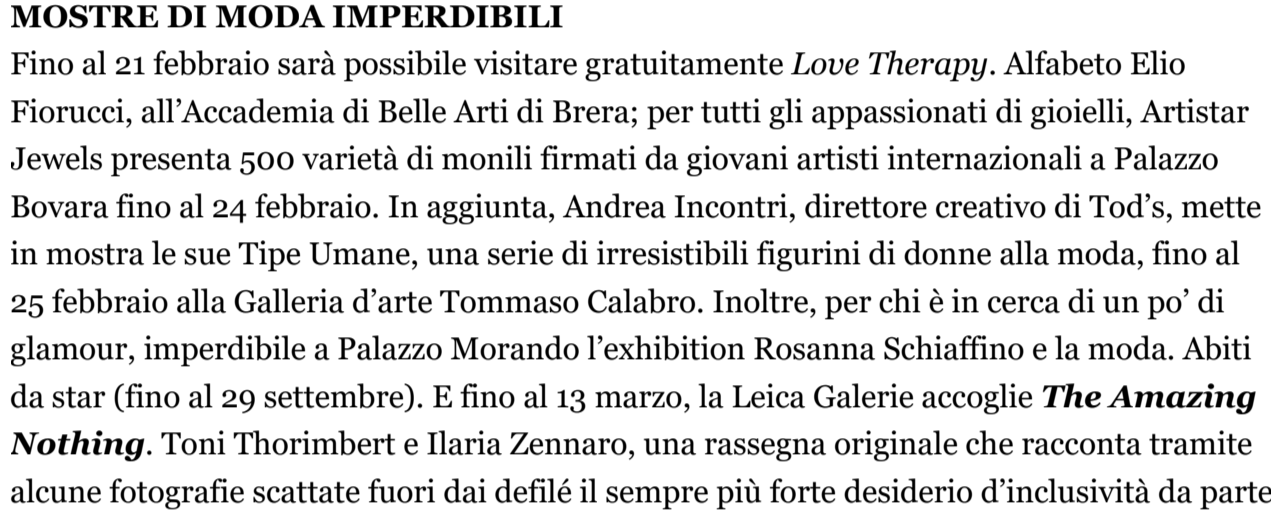 MOSTRE DI MODA IMPERDIBILI
Fino al 21 febbraio sarà possibile visitare gratuitamente Love Therapy. Alfabeto Elio
Fiorucci, all’Accademia di Belle Arti di Brera; per tutti gli appassionati di gioielli, Artistar
Jewels presenta 500 varietà di monili firmati da giovani artisti internazionali a Palazzo
Bovara fino al 24 febbraio. In aggiunta, Andrea Incontri, direttore creativo di Tod’s, mette
in mostra le sue Tipe Umane, una serie di irresistibili figurini di donne alla moda, fino al
25 febbraio alla Galleria d’arte Tommaso Calabro. Inoltre, per chi è in cerca di un po’ di
glamour, imperdibile a Palazzo Morando l’exhibition Rosanna Schiaffino e la moda. Abiti
da star (fino al 29 settembre). E fino al 13 marzo, la Leica Galerie accoglie The Amazing
Nothing. Toni Thorimbert e Ilaria Zennaro, una rassegna originale che racconta tramite
alcune fotografie scattate fuori dai defilé il sempre più forte desiderio d’inclusività da parte